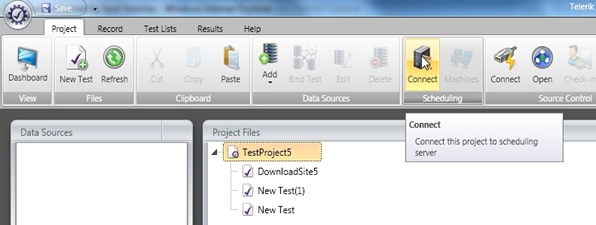 Save
Telerik
Project Record Test Lists Results Help
Dashboard New Test Refresh Cut Copy Paste Add Bind Test Edit Delete Connect Machines Connect Open Check-in
View Files Clipboard Data Sources Scheduling Source Control
Connect
Connect this project to scheduling
server
Data Sources
Project Files
TestProject5
DownloadSite5
New Test(1)
New Test